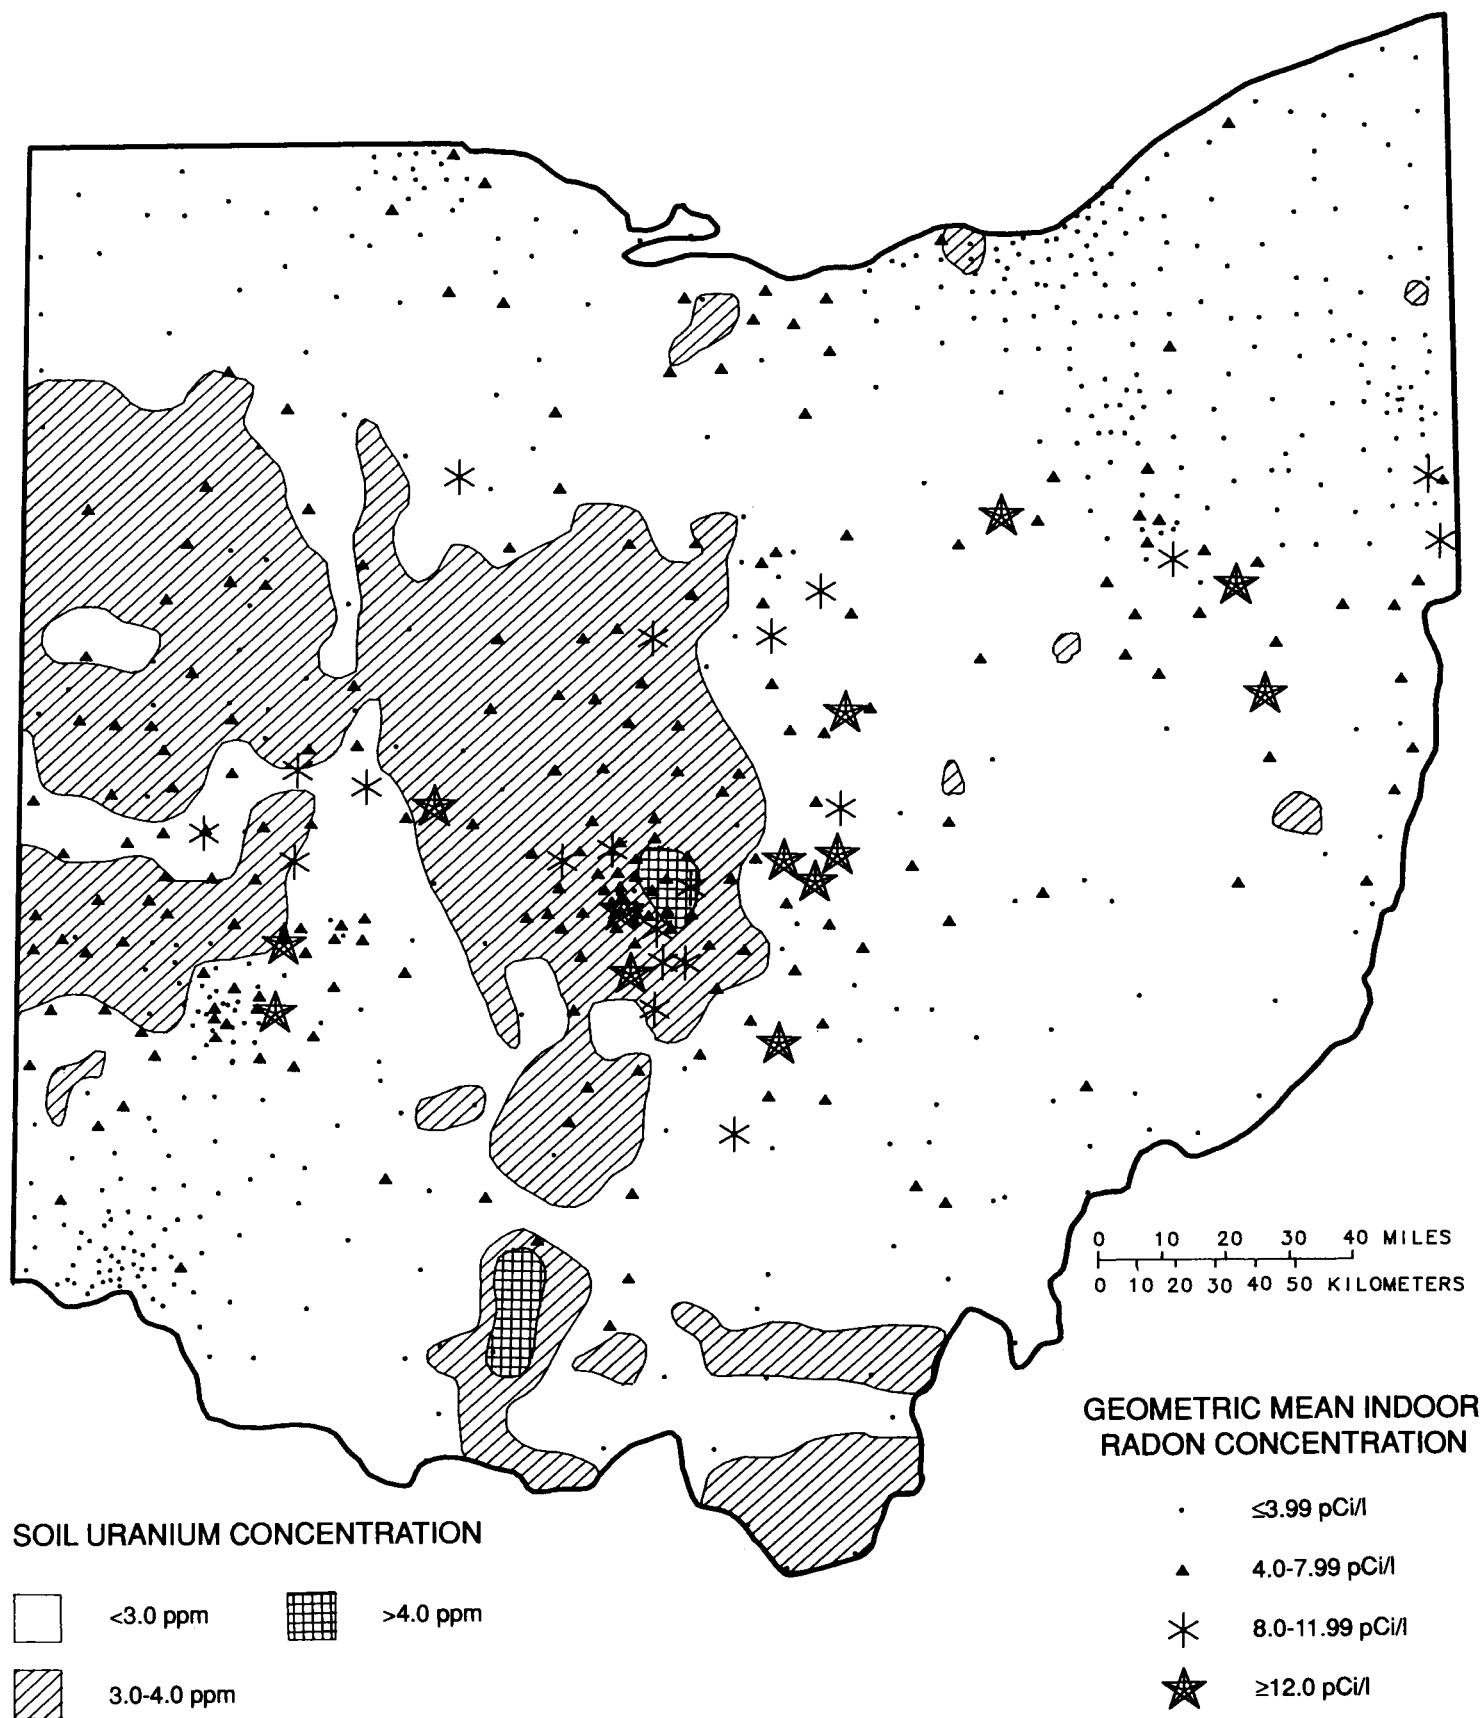 0 10 20 30 40 MILES
0 10 20 30 40 50 KILOMETERS
GEOMETRIC MEAN INDOOR
RADON CONCENTRATION
≤3.99 pCi/l
4.0-7.99 pCi/l
8.0-11.99 pCi/l
≥12.0 pCi/l
SOIL URANIUM CONCENTRATION
<3.0 ppm
>4.0 ppm
3.0-4.0 ppm